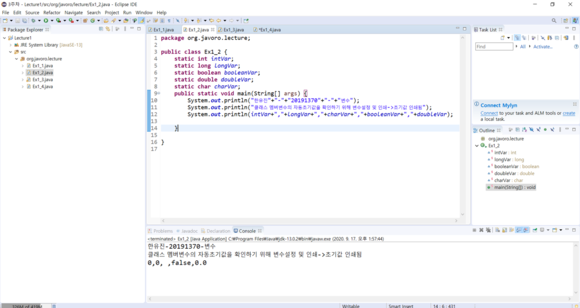 3주차 - Lecture1/src/org/javoro/lecture/Ex1_2.java - Eclipse IDE
File Edit Source Refactor Navigate Search Project Run Window Help
Package Explorer
Lecture1
JRE System Library [JavaSE-13]
src
org.javoro.lecture
Ex1_1.java
Ex1_2.java
Ex1_3.java
Ex1_4.java
Ex1_1.java Ex1_2.java Ex1_3.java *Ex1_4.java
1 package org.javoro.lecture;
2
3 public class Ex1_2 {
4 static int intVar;
5 static long longVar;
6 static boolean booleanVar;
7 static double doubleVar;
8 static char charVar;
9 public static void main(String[] args) {
10 System.out.println("한유진"+"-"+"20191370"+"-"+"변수");
11 System.out.println("클래스 멤버변수의 자동초기값을 확인하기 위해 변수설정 및 인쇄->초기값 인쇄됨");
12 System.out.println(intVar+","+longVar+","+charVar+","+booleanVar+","+doubleVar);
13
14 }
15
16 }
17
Task List
Find All Activate...
Connect Mylyn
Connect to your task and ALM tools or create a local task.
Outline
org.javoro.lecture
Ex1_2
intVar : int
longVar : long
booleanVar : boolean
doubleVar : double
charVar : char
main(String[]) : void
Problems Javadoc Declaration Console
<terminated> Ex1_2 [Java Application] C:\Program Files\Java\jdk-13.0.2\bin\javaw.exe (2020. 9. 17. 오후 1:57:44)
한유진-20191370-변수
클래스 멤버변수의 자동초기값을 확인하기 위해 변수설정 및 인쇄->초기값 인쇄됨
0,0, ,false,0.0
Writable Smart Insert